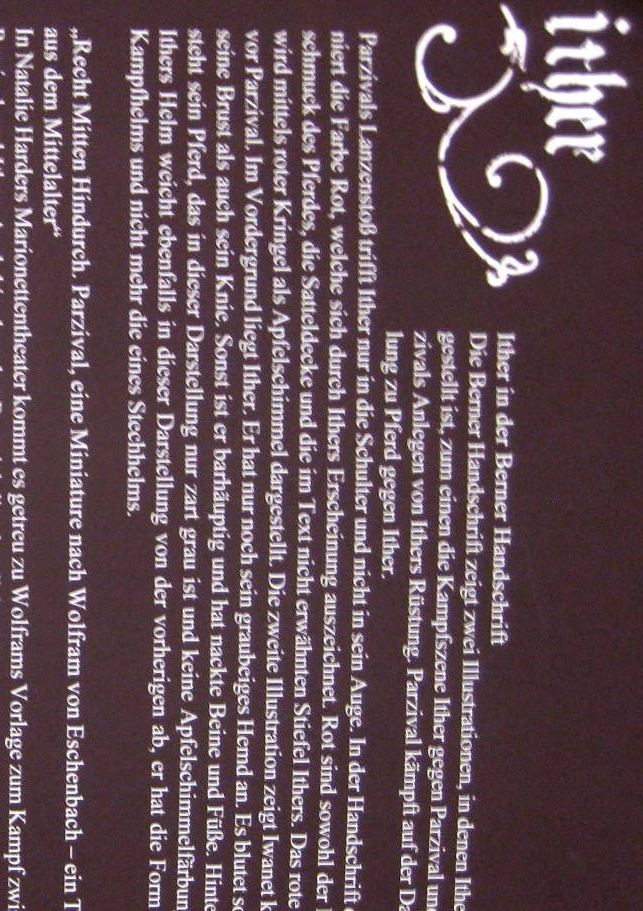 ither
Ither in der Berner Handschrift
Die Berner Handschrift zeigt zwei Illustrationen, in denen Ithe
gestellt ist, zum einen die Kampfszene Ither gegen Parzival un
zivals Anlegen von Ithers Rüstung. Parzival kämpft auf der Da
lung zu Pferd gegen Ither.
Parzivals Lanzenstoß trifft Ither nur in die Schulter und nicht in sein Auge. In der Handschrift
niert die Farbe Rot, welche sich durch Ithers Erscheinung auszeichnet. Rot sind sowohl der
schmuck des Pferdes, die Satteldecke und die im Text nicht erwähnten Stiefel Ithers. Das rote
wird mittels roter Kringel als Apfelschimmel dargestellt. Die zweite Illustration zeigt Iwanet k
vor Parzival. Im Vordergrund liegt Ither. Er hat nur noch sein graubeiges Hemd an. Es blutet so
seine Brust als auch sein Knie. Sonst ist er barhäuptig und hat nackte Beine und Füße. Hinte
steht sein Pferd, das in dieser Darstellung nur zart grau ist und keine Apfelschimmelfärbun
Ithers Helm weicht ebenfalls in dieser Darstellung von der vorherigen ab, er hat die Form
Kampfhelms und nicht mehr die eines Stechhelms.
„Recht Mitten Hindurch. Parzival, eine Miniature nach Wolfram von Eschenbach – ein T
aus dem Mittelalter“
In Natalie Harders Marionettentheater kommt es getreu zu Wolframs Vorlage zum Kampf zwi